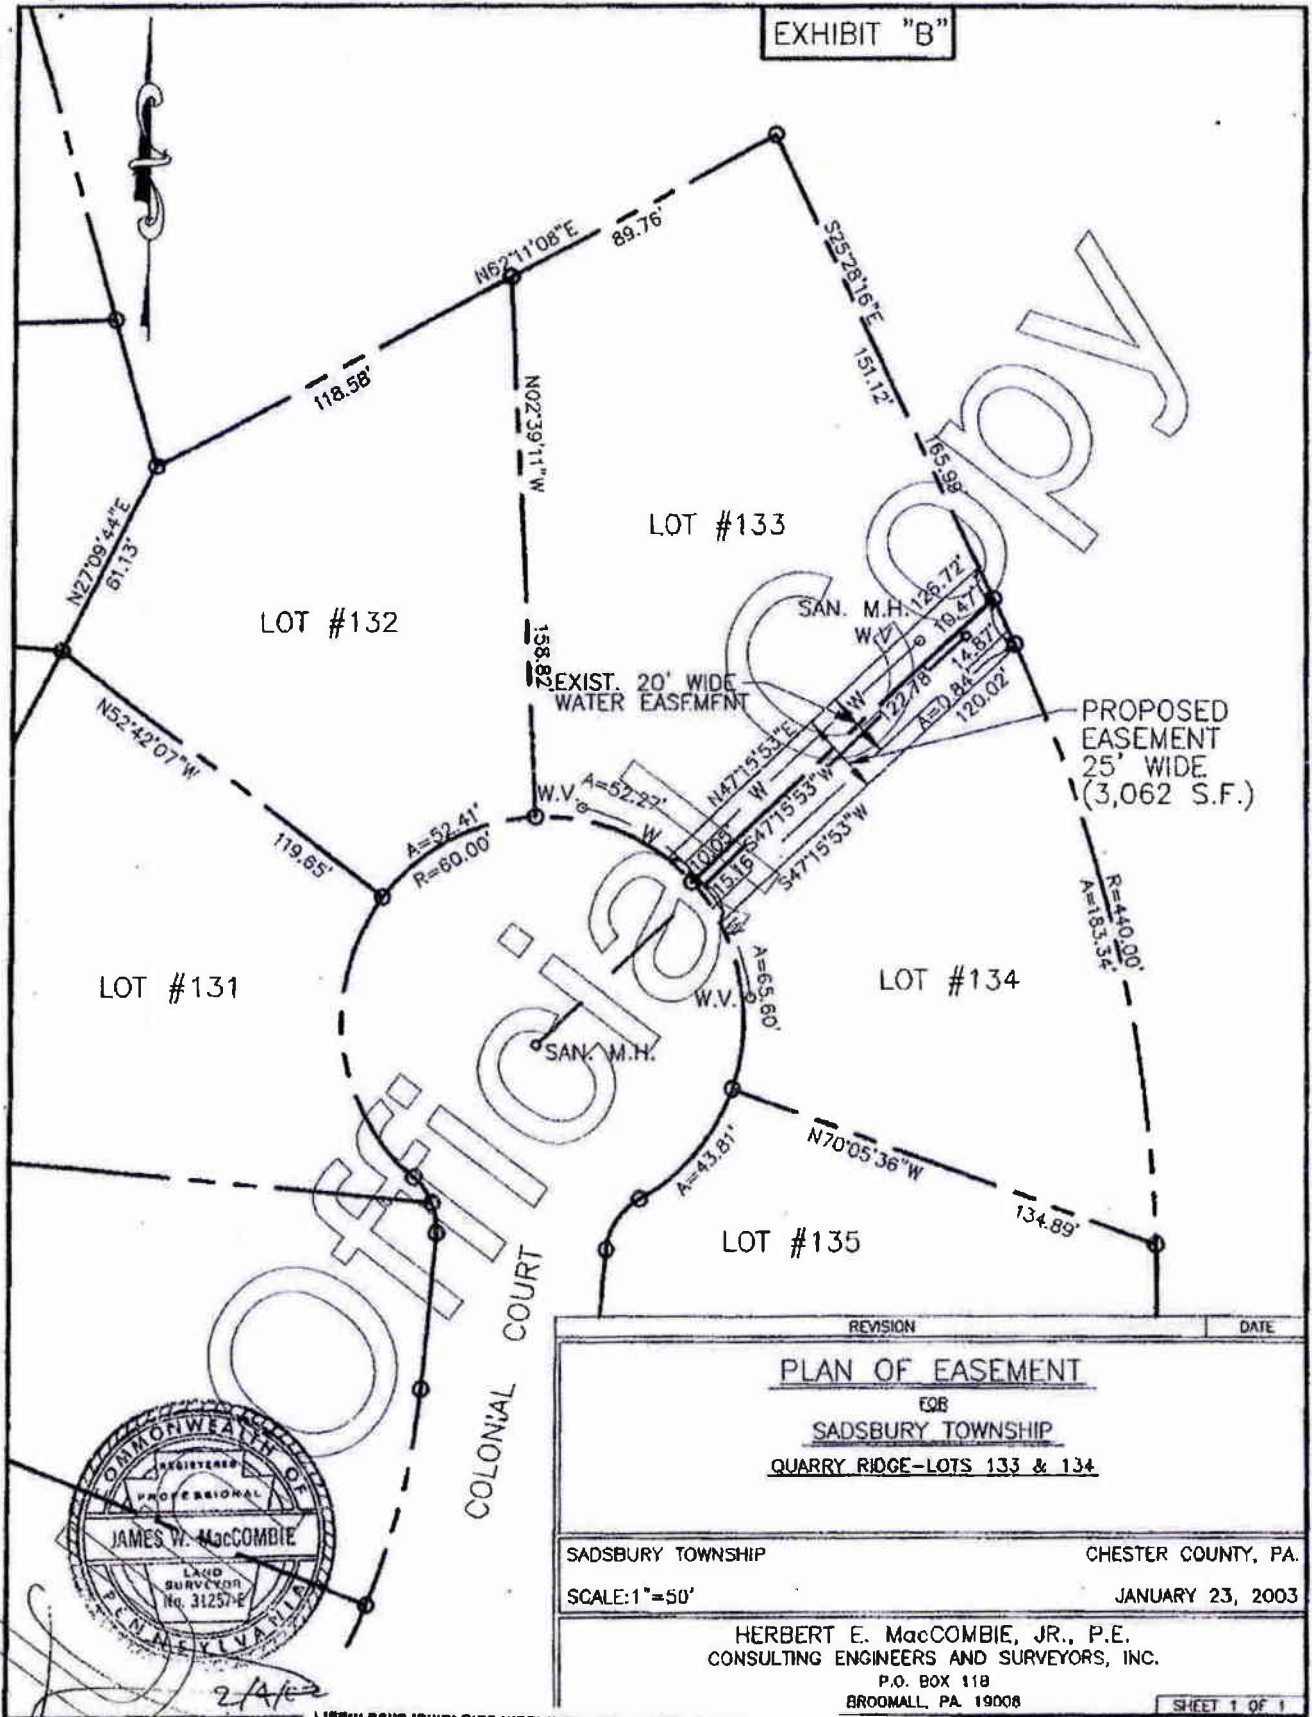 EXHIBIT "B"
N62°11'08"E
89.76'
118.58'
S25°28'16"E
151.12'
165.98
N02°39'11"W
158.82
N27°09'44"E
61.13'
LOT #133
LOT #132
SAN. M.H.
126.72'
19.47'
W.V.
14.87'
EXIST. 20' WIDE
WATER EASEMENT
122.78'
A=0.84'
120.02'
PROPOSED
EASEMENT
25' WIDE
(3,062 S.F.)
N47°15'53"E
S47°15'53"W
S47°15'53"W
W
W
W
W
10.05'
15.16'
N52°42'07"W
119.65'
A=52.41'
R=60.00'
W.V.
A=52.27'
A=65.60'
W.V.
R=440.00'
A=183.34'
LOT #131
LOT #134
SAN. M.H.
A=43.81'
N70°05'36"W
134.89'
LOT #135
COLONIAL COURT
Unofficial Copy
REVISION DATE
PLAN OF EASEMENT
FOR
SADSBURY TOWNSHIP
QUARRY RIDGE-LOTS 133 & 134
SADSBURY TOWNSHIP CHESTER COUNTY, PA.
SCALE:1"=50' JANUARY 23, 2003
HERBERT E. MacCOMBIE, JR., P.E.
CONSULTING ENGINEERS AND SURVEYORS, INC.
P.O. BOX 118
BROOMALL, PA. 19008
SHEET 1 OF 1
COMMONWEALTH OF
REGISTERED
PROFESSIONAL
JAMES W. MacCOMBIE
LAND
SURVEYOR
No. 31257-E
PENNSYLVANIA